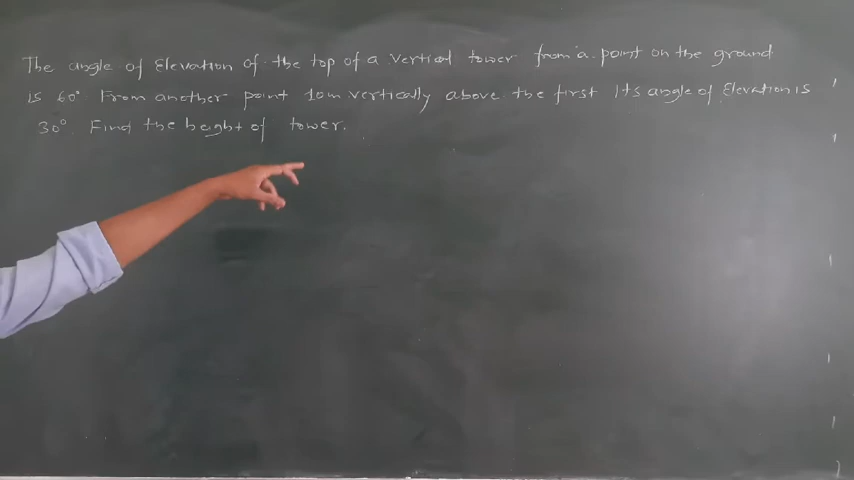 The angle of Elevation of the top of a vertical tower from a point on the ground
is 60° From another point 10m vertically above the first Its angle of Elevation is
30°. Find the height of tower.